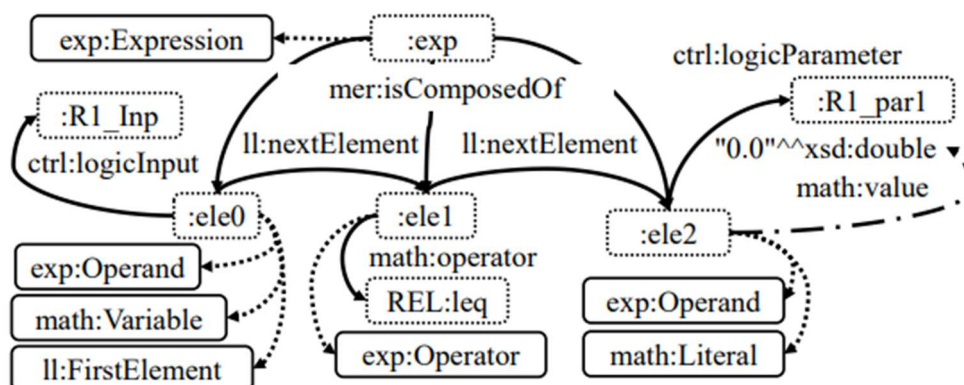 exp:Expression
:exp
ctrl:logicParameter
mer:isComposedOf
:R1_Inp
:R1_par1
ctrl:logicInput
ll:nextElement
ll:nextElement
"0.0"^^xsd:double
math:value
:ele0
:ele1
:ele2
exp:Operand
math:operator
math:Variable
REL:leq
exp:Operand
ll:FirstElement
exp:Operator
math:Literal